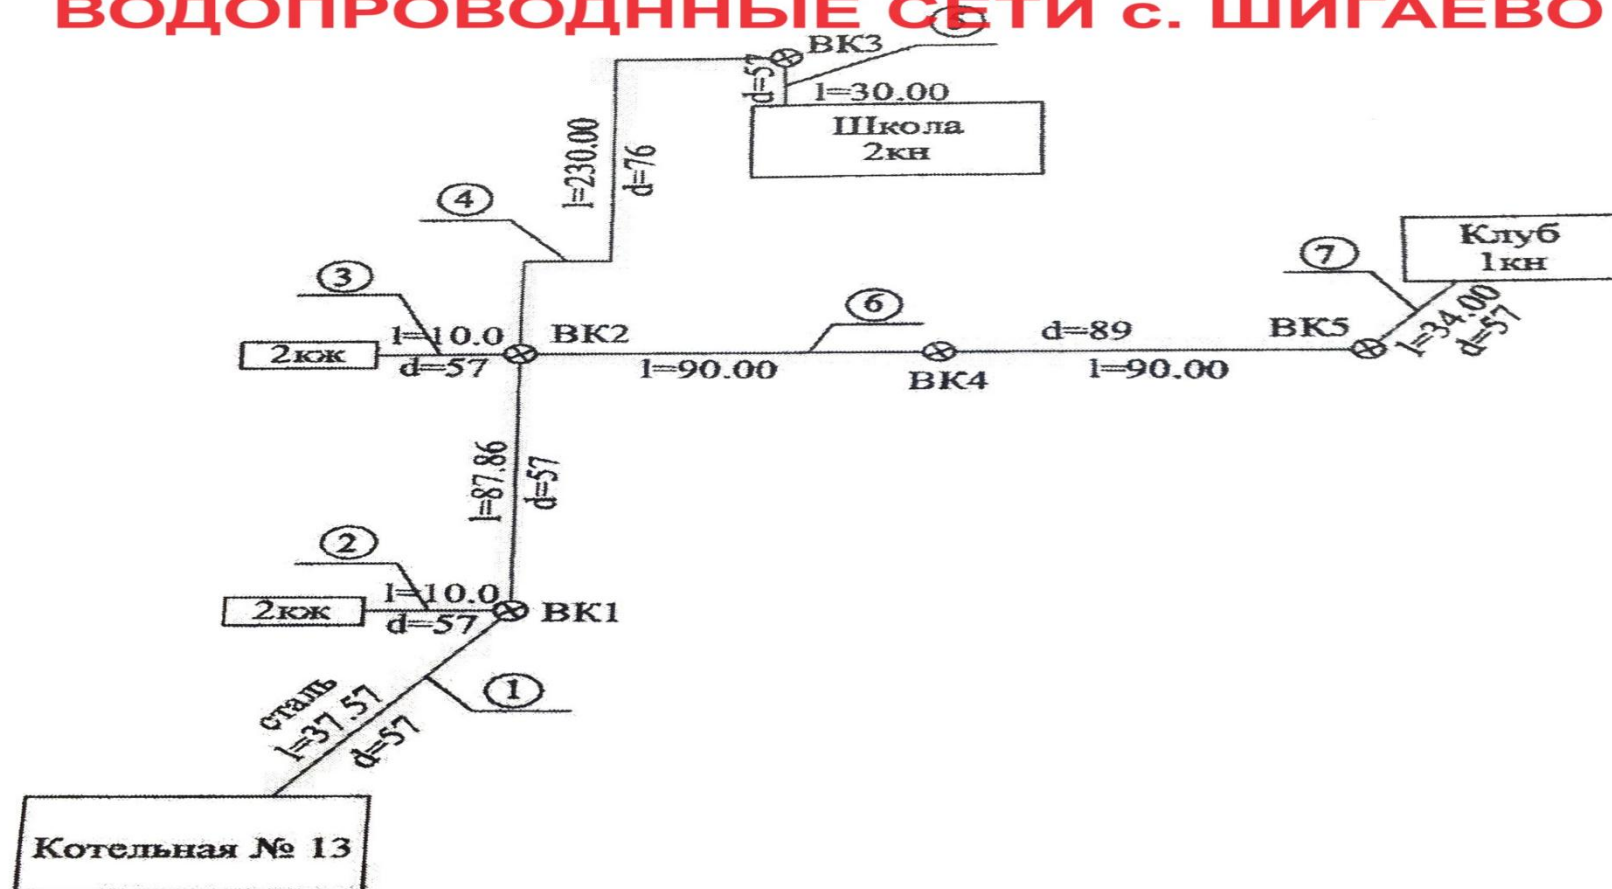 ВОДОПРОВОДННЫЕ СЕТИ с. ШИГАЕВО
5
ВК3
d=57
l=30.00
Школа
2кн
l=230.00
d=76
4
Клуб
1кн
7
3
6
l=10.0
ВК2
d=89
ВК5
l=34.00
d=57
2кж
d=57
l=90.00
ВК4
l=90.00
l=87.86
d=57
2
l=10.0
2кж
d=57
ВК1
1
сталь
l=37.57
d=57
Котельная № 13